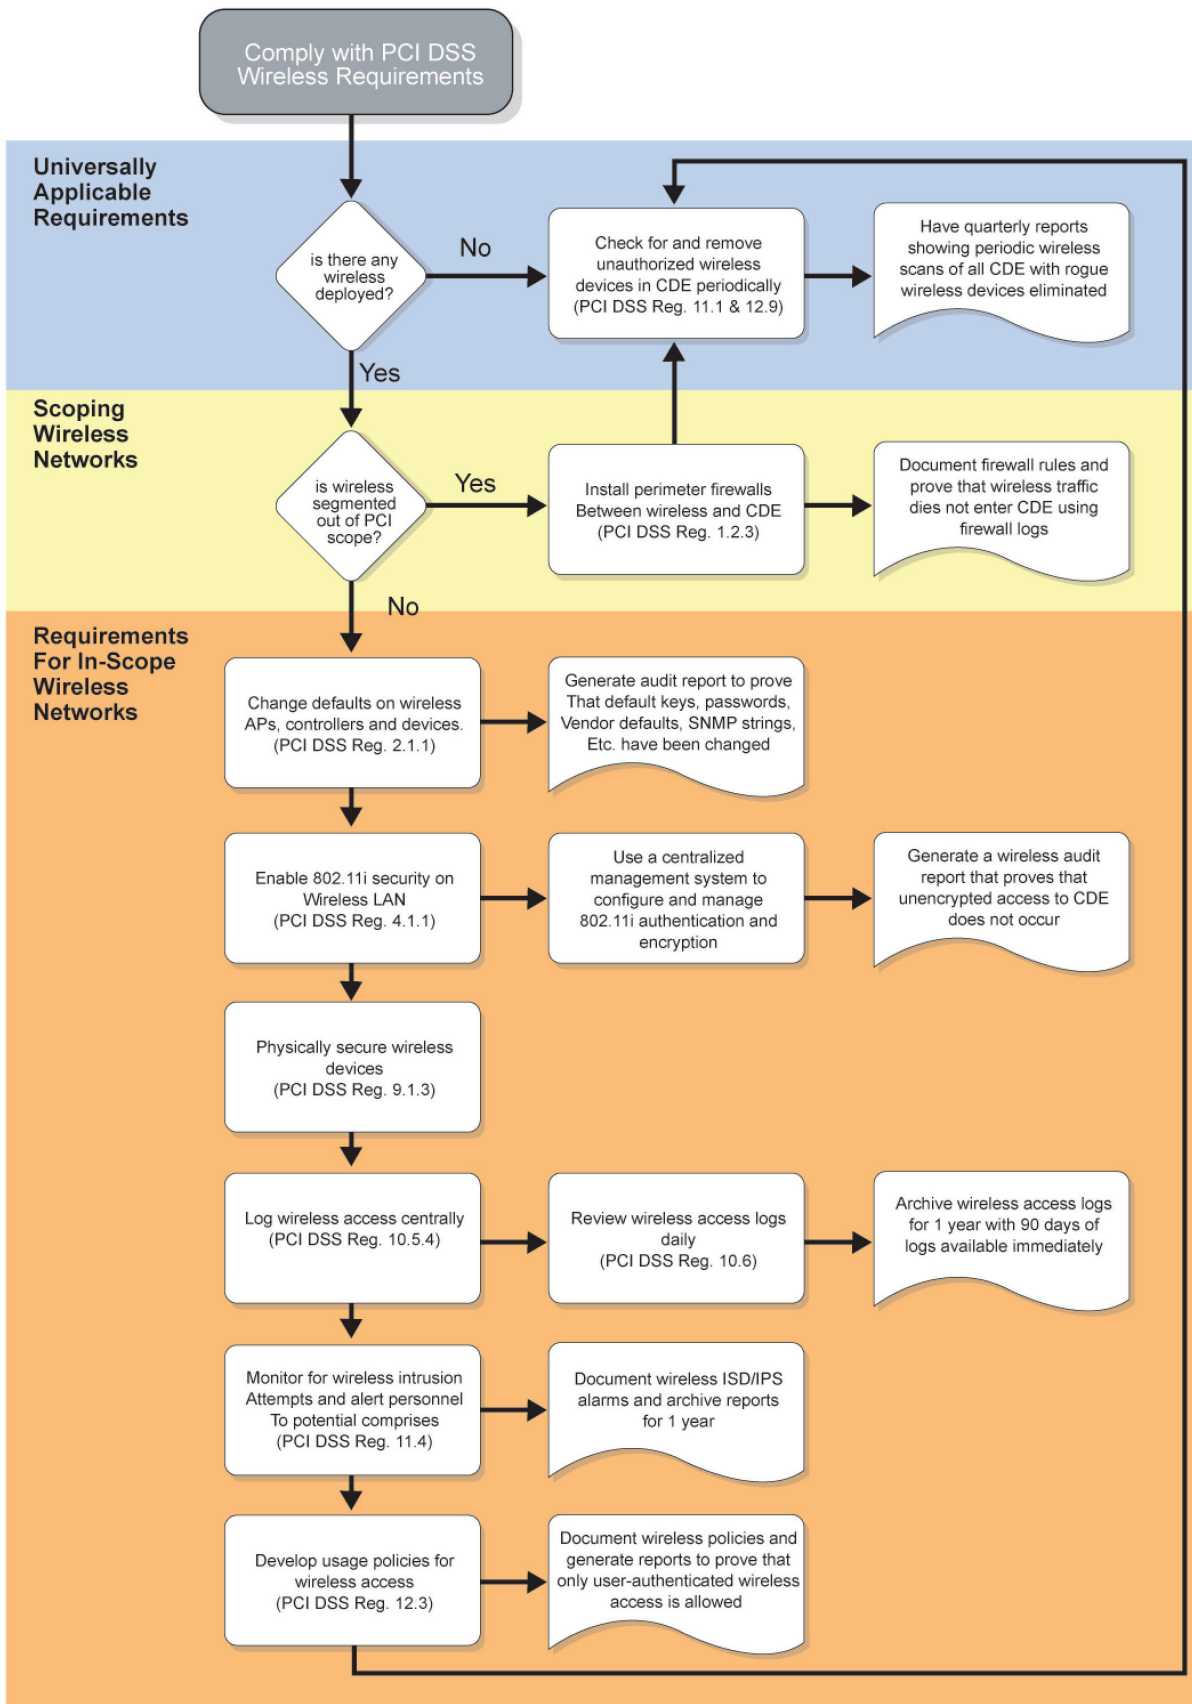 Comply with PCI DSS
Wireless Requirements
Universally
Applicable
Requirements
is there any
wireless
deployed?
No
Check for and remove
unauthorized wireless
devices in CDE periodically
(PCI DSS Reg. 11.1 & 12.9)
Have quarterly reports
showing periodic wireless
scans of all CDE with rogue
wireless devices eliminated
Yes
Scoping
Wireless
Networks
is wireless
segmented
out of PCI
scope?
Yes
Install perimeter firewalls
Between wireless and CDE
(PCI DSS Reg. 1.2.3)
Document firewall rules and
prove that wireless traffic
dies not enter CDE using
firewall logs
No
Requirements
For In-Scope
Wireless
Networks
Change defaults on wireless
APs, controllers and devices.
(PCI DSS Reg. 2.1.1)
Generate audit report to prove
That default keys, passwords,
Vendor defaults, SNMP strings,
Etc. have been changed
Enable 802.11i security on
Wireless LAN
(PCI DSS Reg. 4.1.1)
Use a centralized
management system to
configure and manage
802.11i authentication and
encryption
Generate a wireless audit
report that proves that
unencrypted access to CDE
does not occur
Physically secure wireless
devices
(PCI DSS Reg. 9.1.3)
Log wireless access centrally
(PCI DSS Reg. 10.5.4)
Review wireless access logs
daily
(PCI DSS Reg. 10.6)
Archive wireless access logs
for 1 year with 90 days of
logs available immediately
Monitor for wireless intrusion
Attempts and alert personnel
To potential comprises
(PCI DSS Reg. 11.4)
Document wireless ISD/IPS
alarms and archive reports
for 1 year
Develop usage policies for
wireless access
(PCI DSS Reg. 12.3)
Document wireless policies and
generate reports to prove that
only user-authenticated wireless
access is allowed